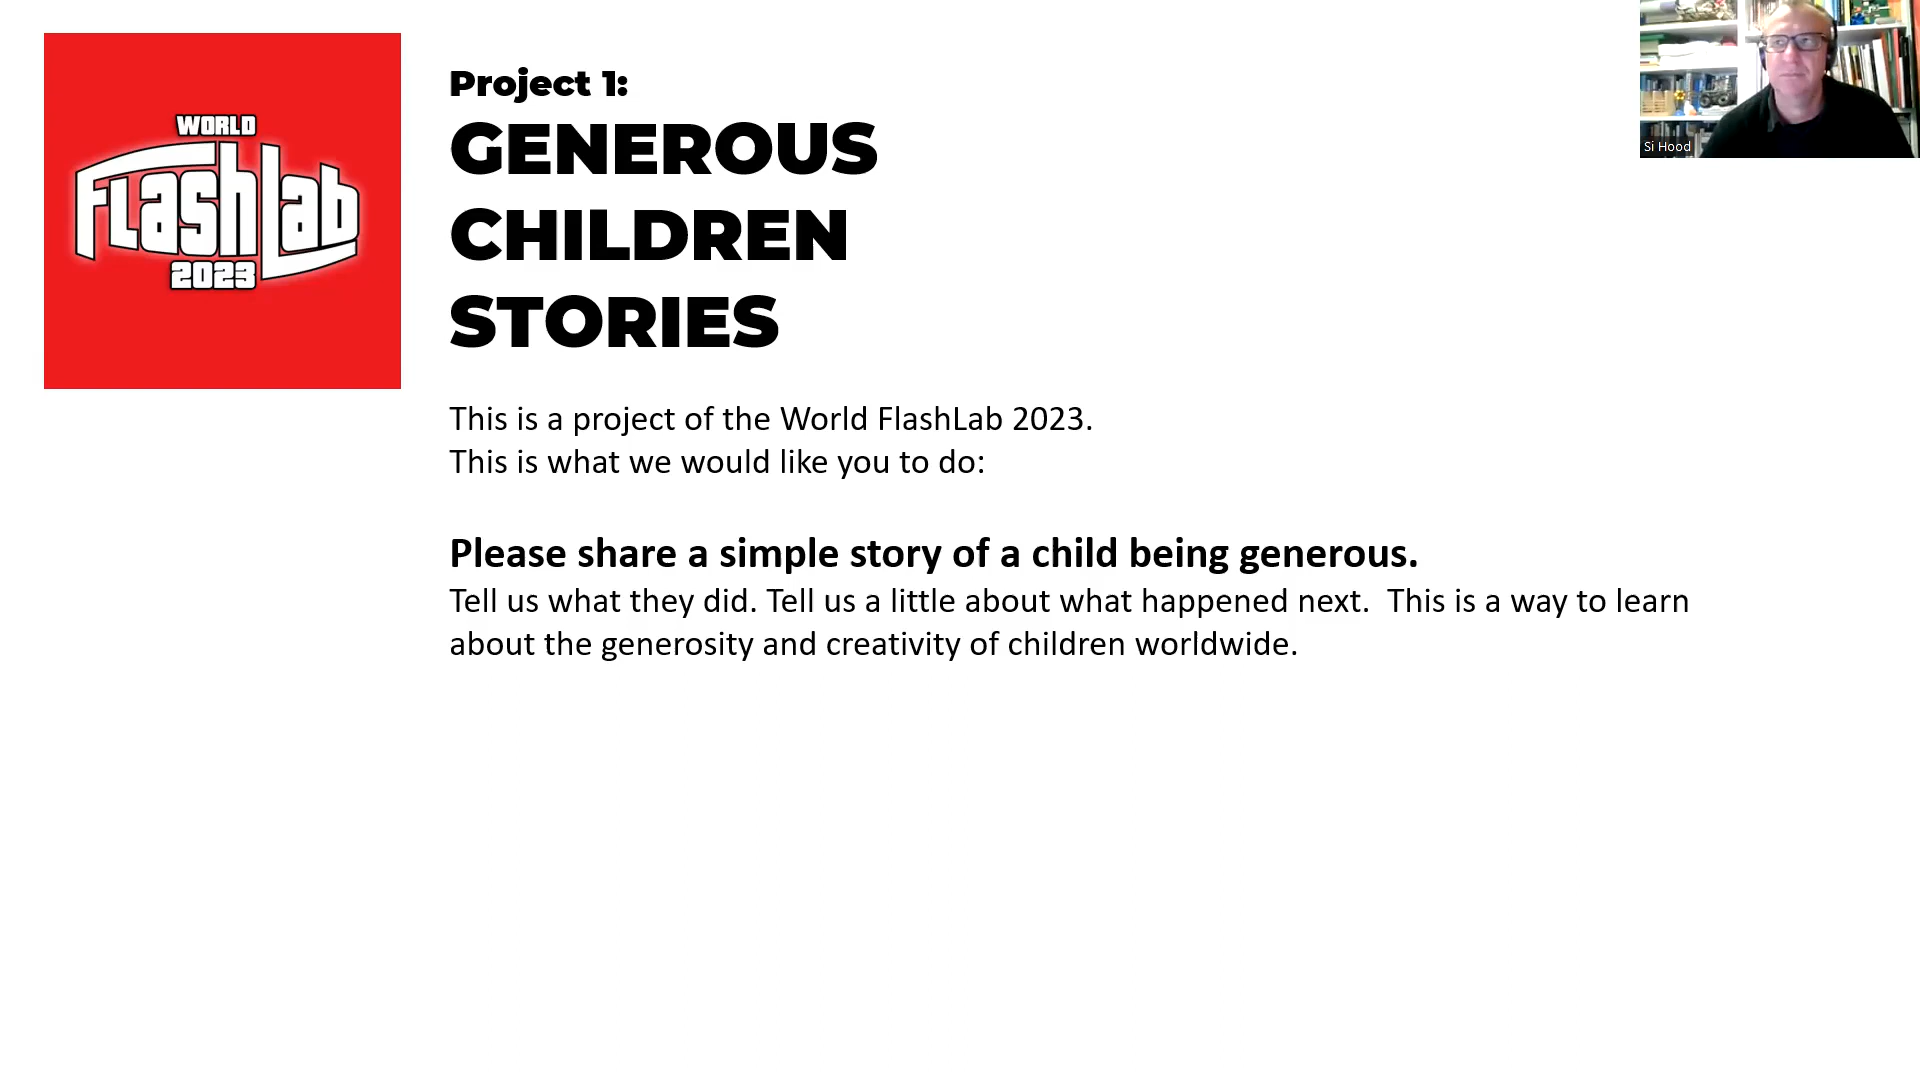 WORLD
FLashLab
2023
Project 1:
GENEROUS
CHILDREN
STORIES
This is a project of the World FlashLab 2023.
This is what we would like you to do:
Please share a simple story of a child being generous.
Tell us what they did. Tell us a little about what happened next.  This is a way to learn
about the generosity and creativity of children worldwide.
Si Hood